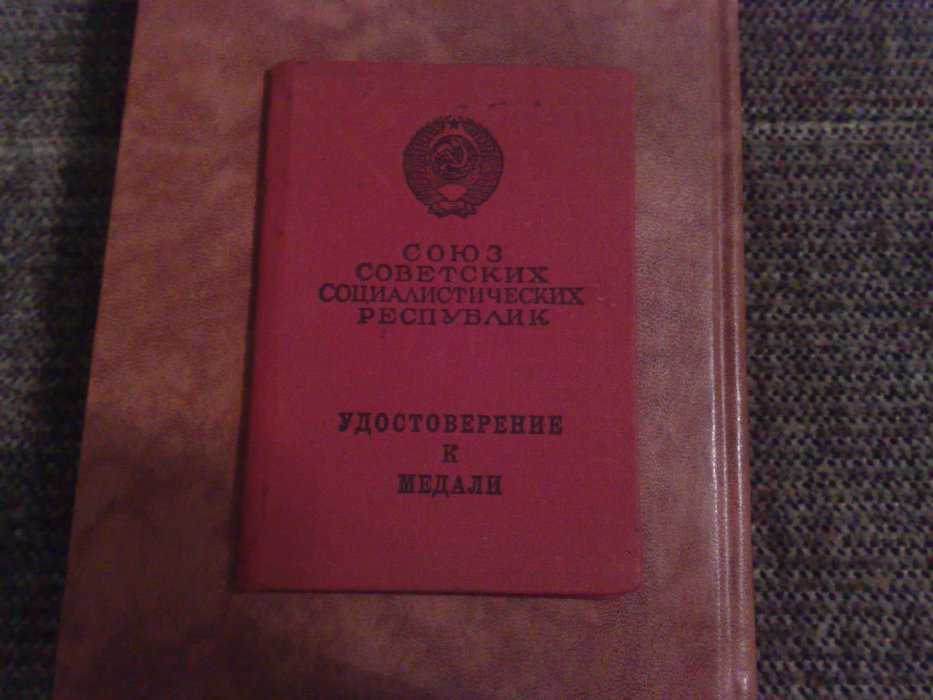 СОЮЗ
СОВЕТСКИХ
СОЦИАЛИСТИЧЕСКИХ
РЕСПУБЛИК
УДОСТОВЕРЕНИЕ
К
МЕДАЛИ